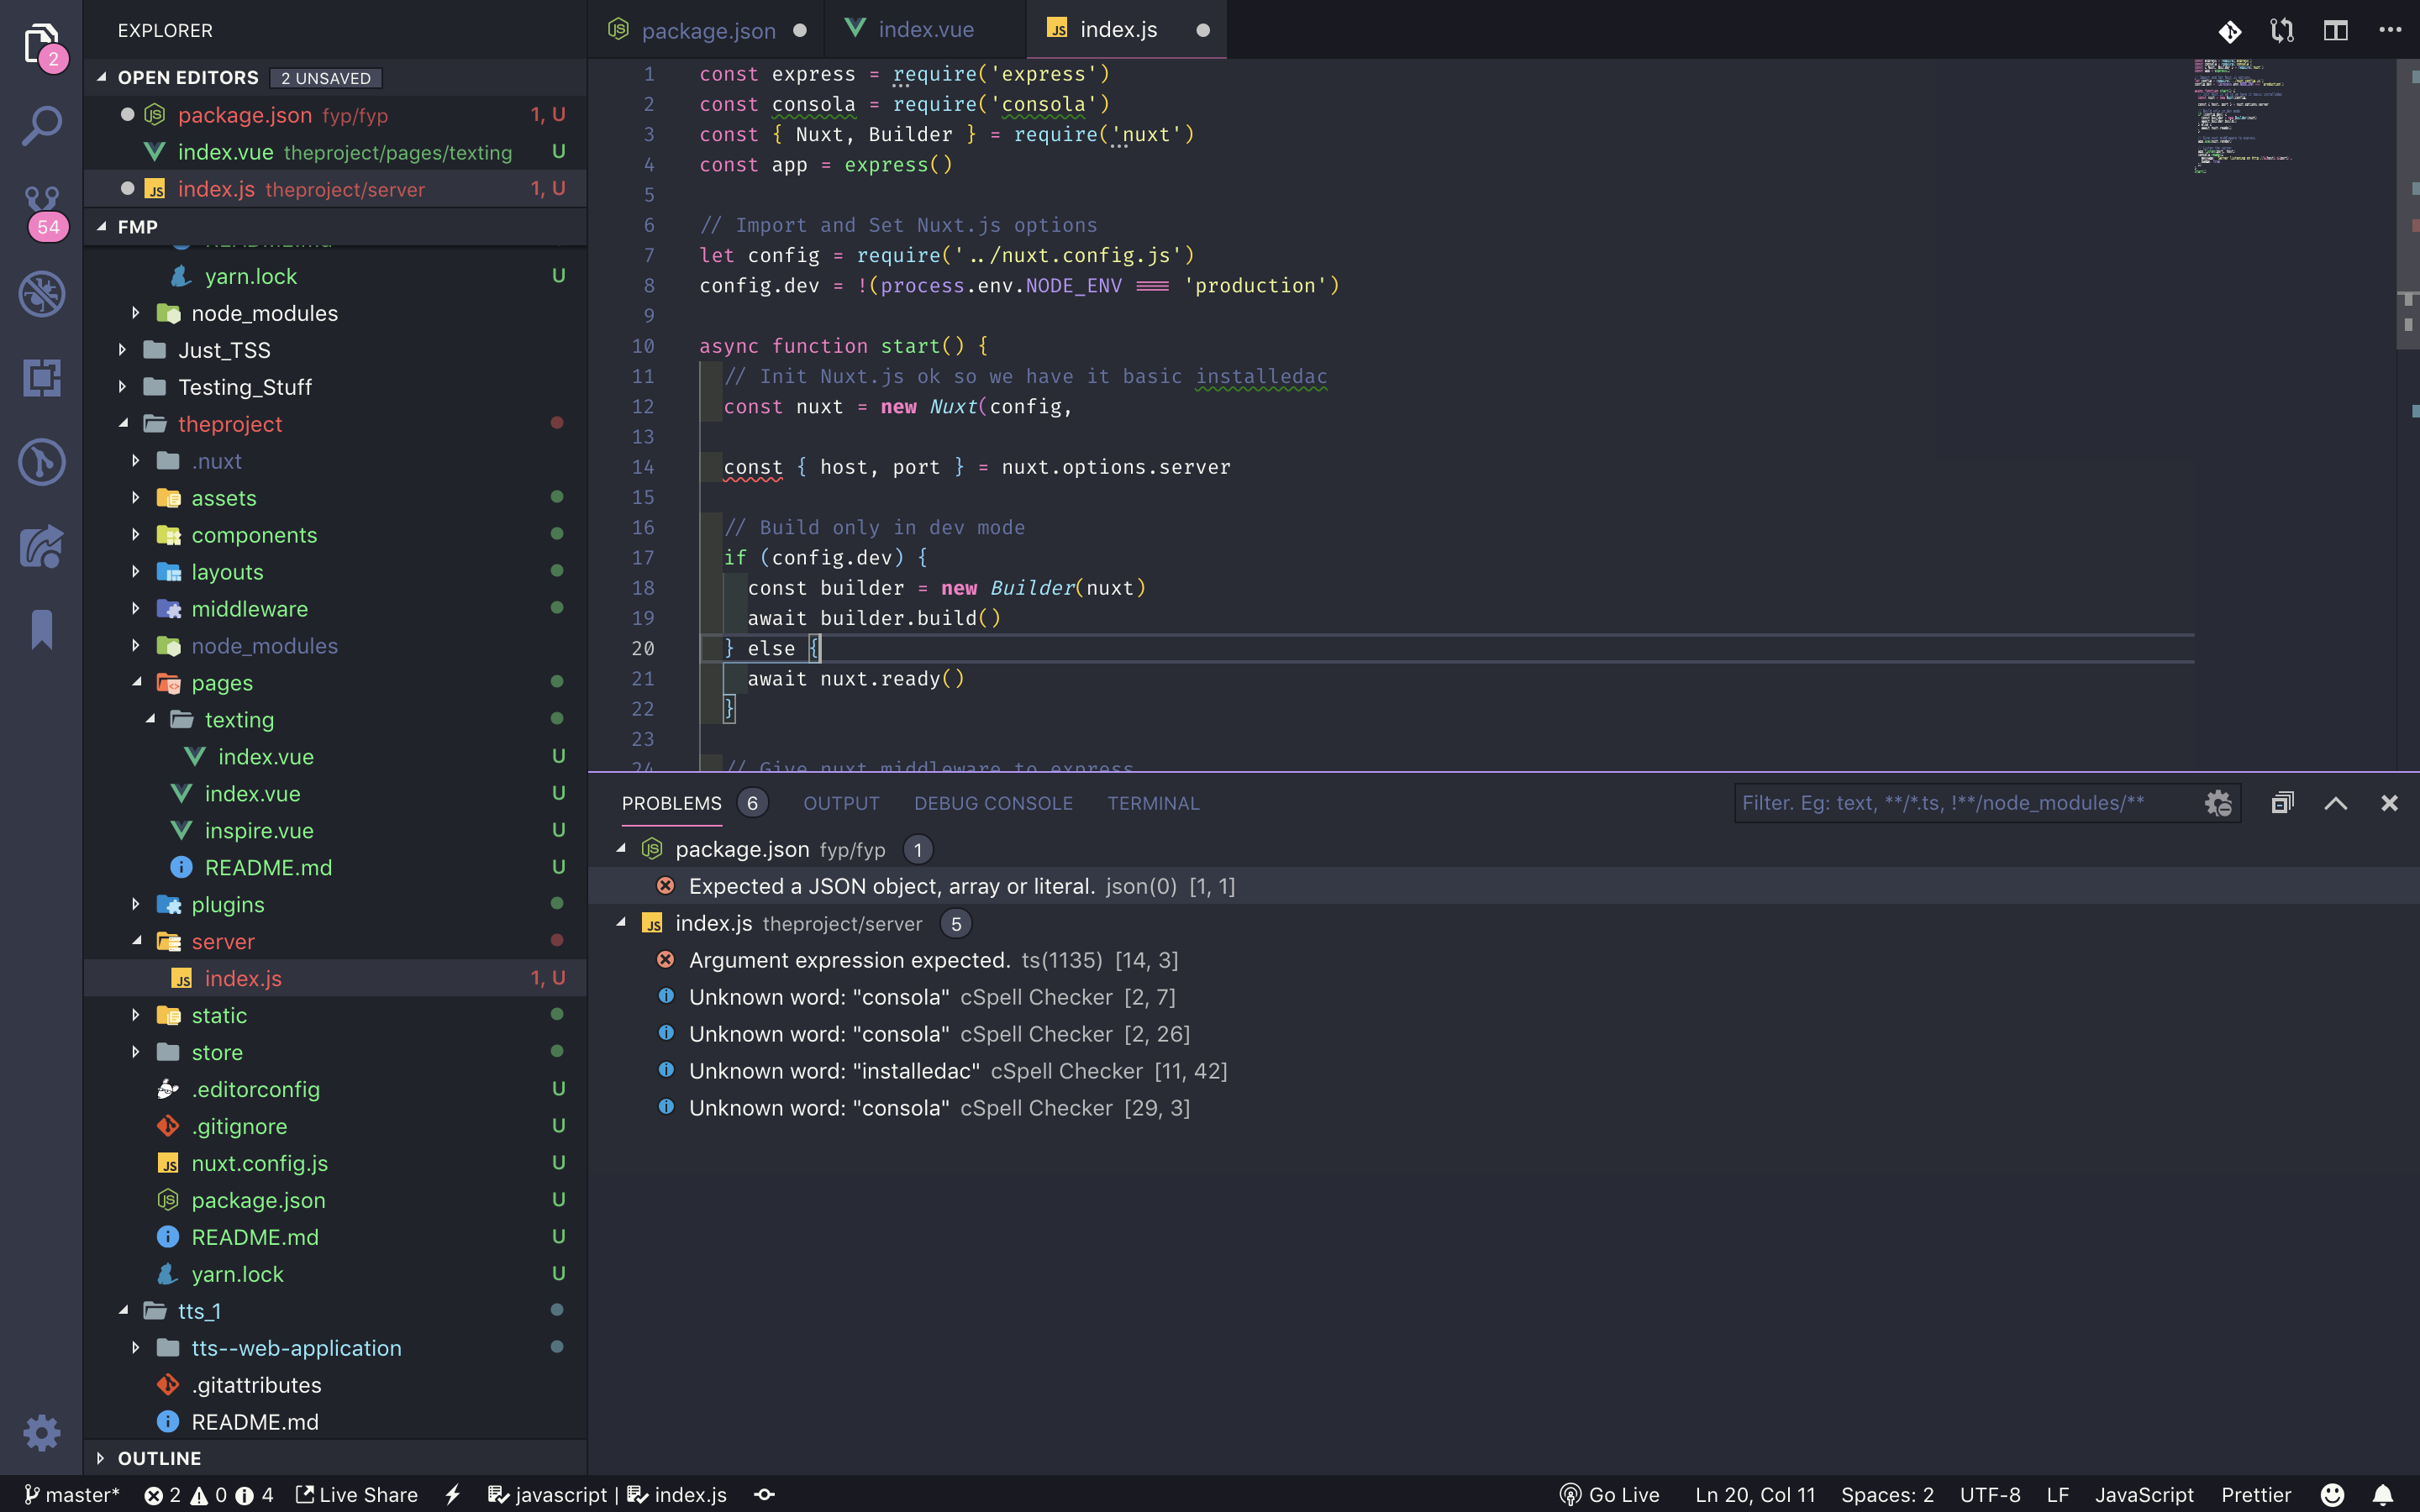 EXPLORER
OPEN EDITORS 2 UNSAVED
package.json fyp/fyp 1, U
index.vue theproject/pages/texting U
index.js theproject/server 1, U
2
54
FMP
yarn.lock U
node_modules
Just_TSS
Testing_Stuff
theproject
.nuxt
assets
components
layouts
middleware
node_modules
pages
texting
index.vue U
index.vue U
inspire.vue U
README.md U
plugins
server
index.js 1, U
static
store
.editorconfig U
.gitignore U
nuxt.config.js U
package.json U
README.md U
yarn.lock U
tts_1
tts--web-application
.gitattributes
README.md
OUTLINE
package.json
index.vue
index.js
1 const express = require('express')
2 const consola = require('consola')
3 const { Nuxt, Builder } = require('nuxt')
4 const app = express()
5
6 // Import and Set Nuxt.js options
7 let config = require('../nuxt.config.js')
8 config.dev = !(process.env.NODE_ENV === 'production')
9
10 async function start() {
11 // Init Nuxt.js ok so we have it basic installedac
12 const nuxt = new Nuxt(config,
13
14 const { host, port } = nuxt.options.server
15
16 // Build only in dev mode
17 if (config.dev) {
18 const builder = new Builder(nuxt)
19 await builder.build()
20 } else {
21 await nuxt.ready()
22 }
23
24 // Give nuxt middleware to express
PROBLEMS 6 OUTPUT DEBUG CONSOLE TERMINAL
Filter. Eg: text, **/*.ts, !**/node_modules/**
package.json fyp/fyp 1
Expected a JSON object, array or literal. json(0) [1, 1]
index.js theproject/server 5
Argument expression expected. ts(1135) [14, 3]
Unknown word: "consola" cSpell Checker [2, 7]
Unknown word: "consola" cSpell Checker [2, 26]
Unknown word: "installedac" cSpell Checker [11, 42]
Unknown word: "consola" cSpell Checker [29, 3]
master* 2 0 4 Live Share javascript | index.js
Go Live Ln 20, Col 11 Spaces: 2 UTF-8 LF JavaScript Prettier